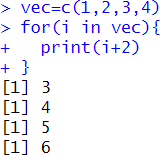 > vec=c(1,2,3,4)
> for(i in vec){
+   print(i+2)
+ }
[1] 3
[1] 4
[1] 5
[1] 6